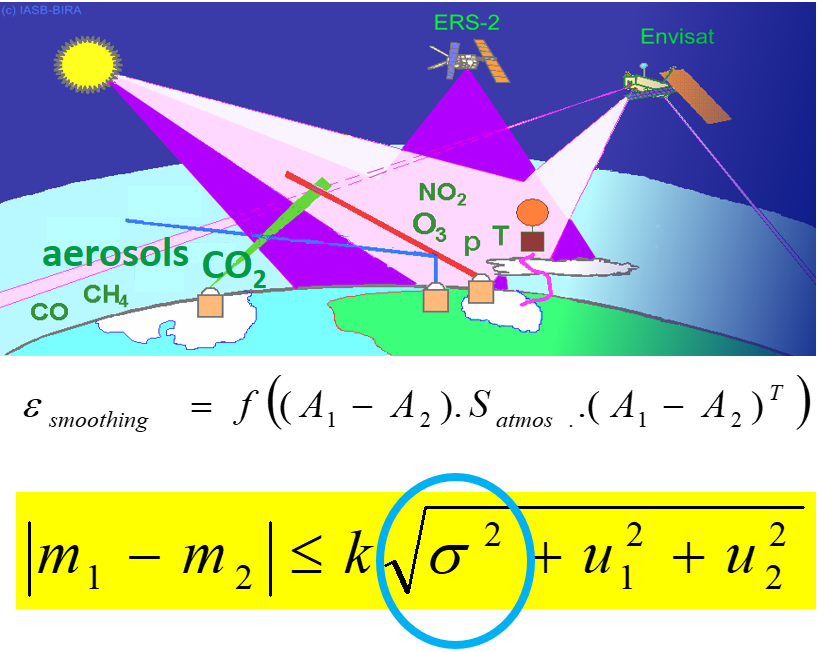 (c) IASB-BIRA
ERS-2
Envisat
NO₂
O₃
p T
aerosols CO₂
CH₄
CO
ε smoothing = f((A₁ − A₂).S atmos .(A₁ − A₂)ᵀ)
|m₁ − m₂| ≤ k√(σ² + u₁² + u₂²)